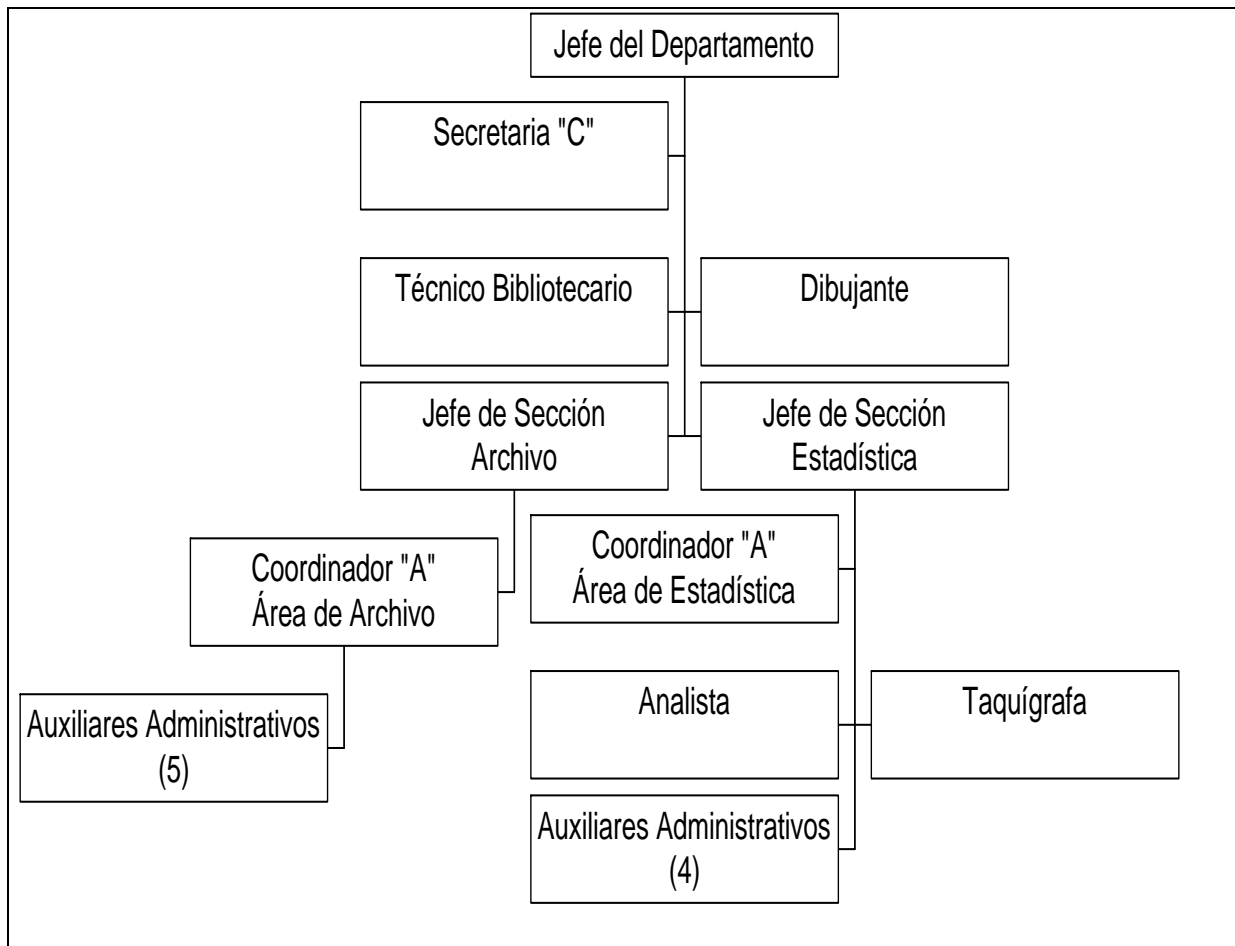 Jefe del Departamento
Secretaria "C"
Técnico Bibliotecario
Dibujante
Jefe de Sección
Archivo
Jefe de Sección
Estadística
Coordinador "A"
Área de Archivo
Coordinador "A"
Área de Estadística
Auxiliares Administrativos
(5)
Analista
Taquígrafa
Auxiliares Administrativos
(4)